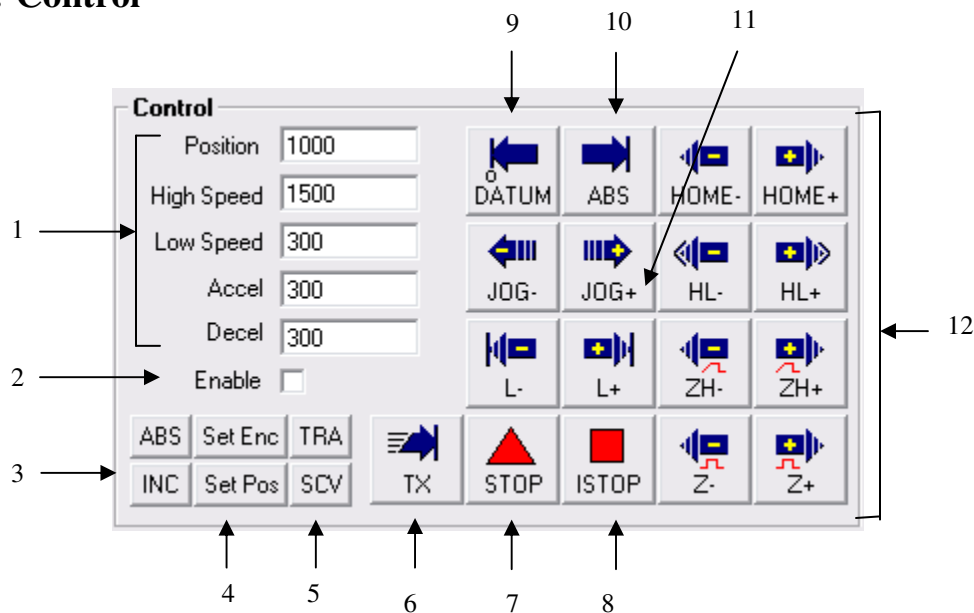 Control
9 10 11
Control
Position 1000
High Speed 1500
Low Speed 300
Accel 300
Decel 300
Enable
ABS Set Enc TRA
INC Set Pos SCV
DATUM ABS HOME- HOME+
JOG- JOG+ HL- HL+
L- L+ ZH- ZH+
TX STOP ISTOP Z- Z+
1
2
3
12
4 5 6 7 8